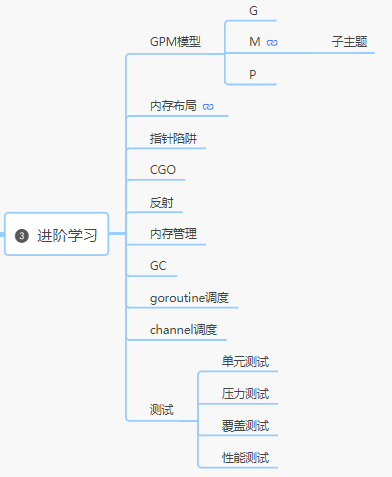 G
GPM模型
M
子主题
P
内存布局
指针陷阱
CGO
反射
3 进阶学习
内存管理
GC
goroutine调度
channel调度
单元测试
压力测试
测试
覆盖测试
性能测试